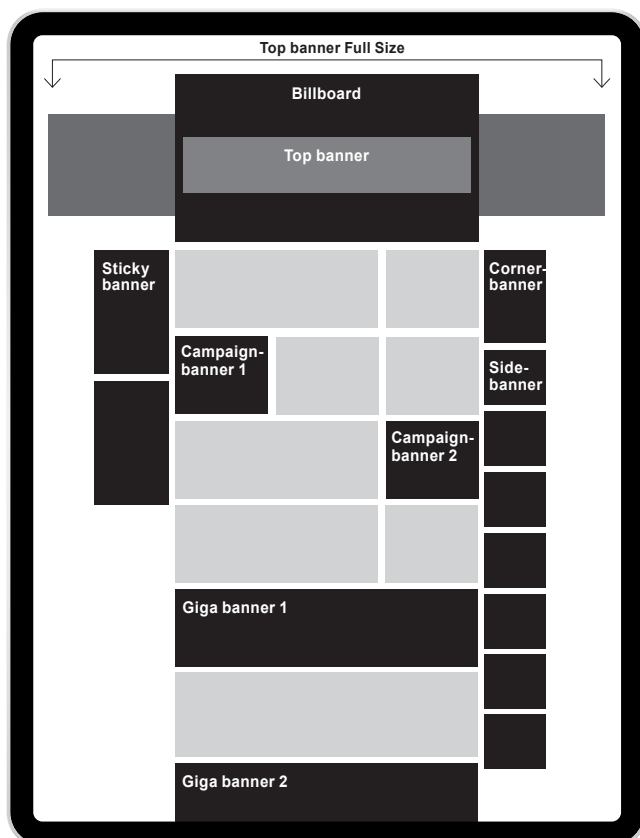 Top banner Full Size
Billboard
Top banner
Sticky
banner
Corner-
banner
Campaign-
banner 1
Side-
banner
Campaign-
banner 2
Giga banner 1
Giga banner 2